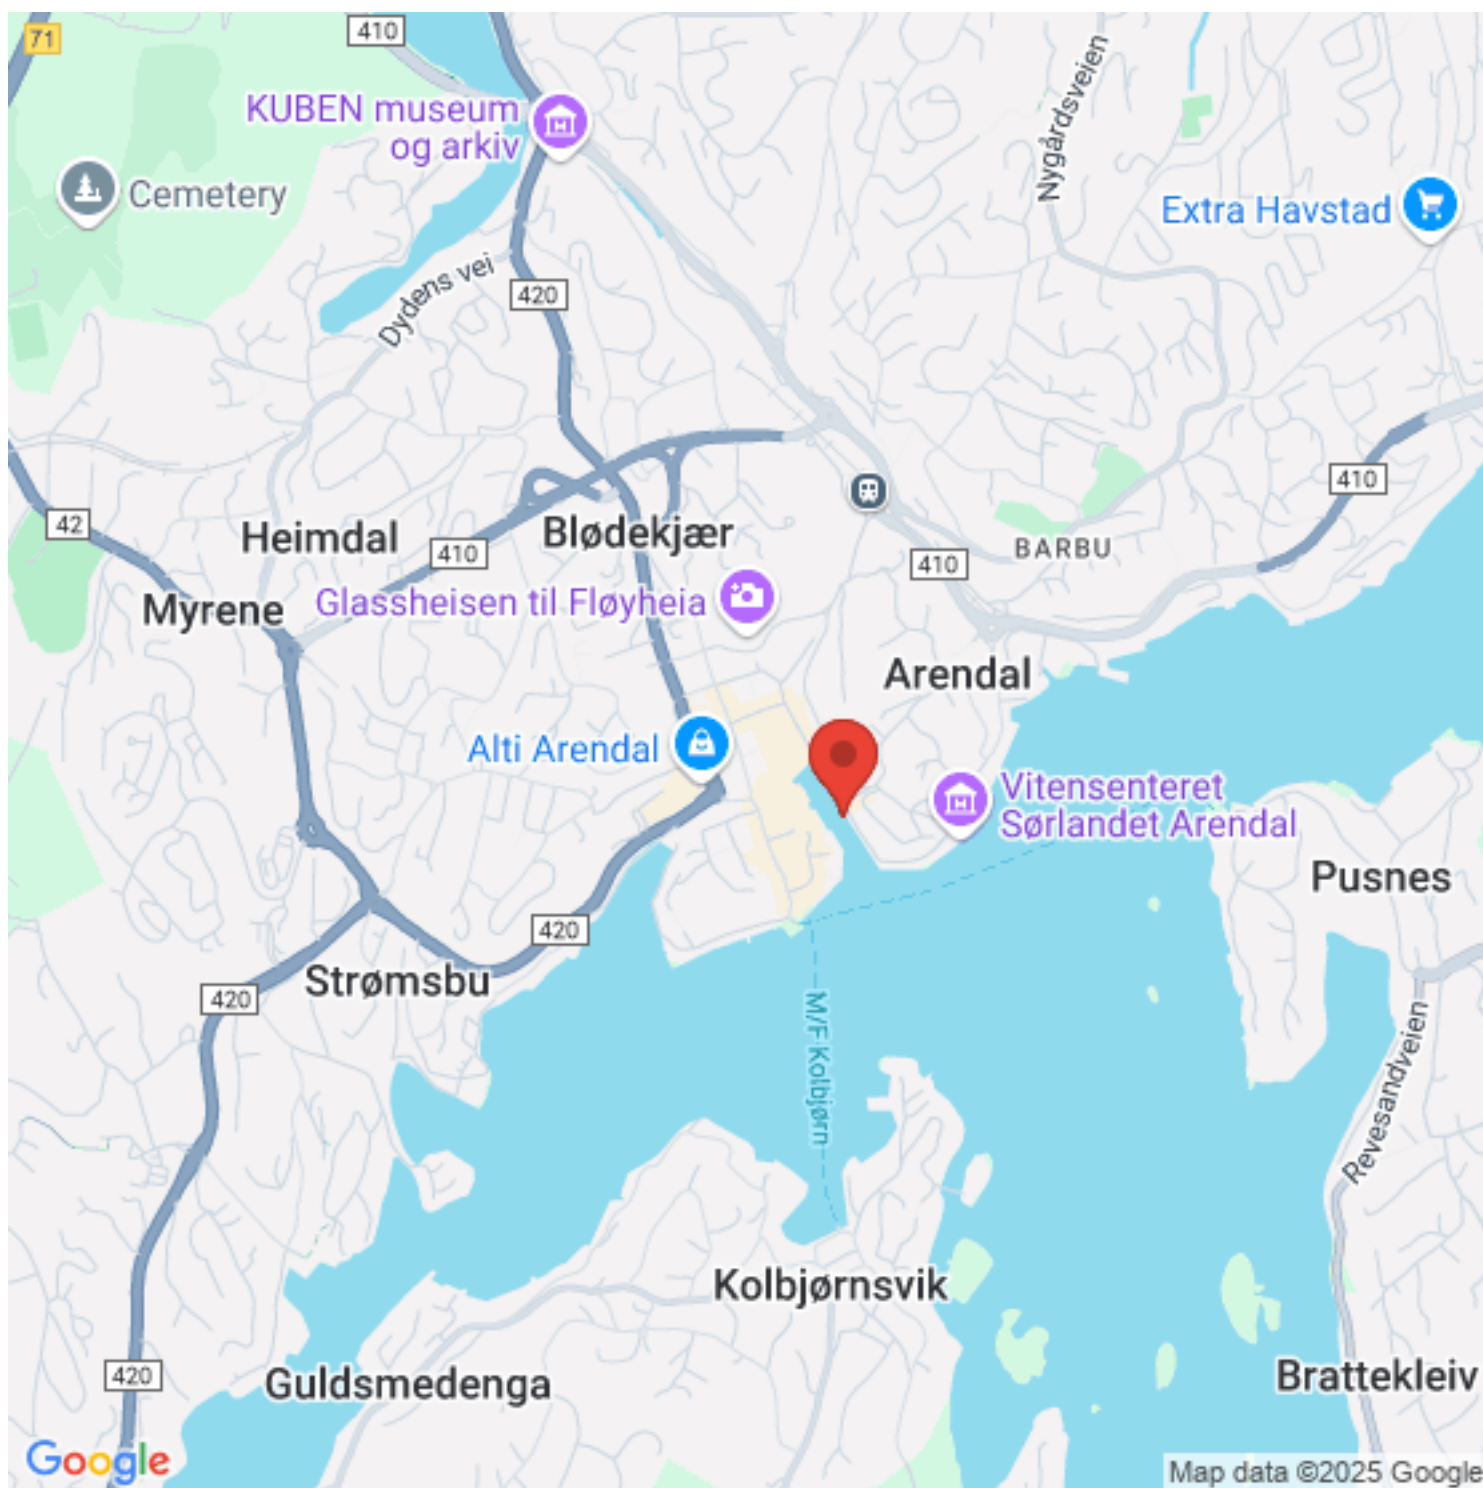 71
410
KUBEN museum
og arkiv
Cemetery
Nygårdsveien
Extra Havstad
Dydens vei
420
410
42
Heimdal
410
Blødekjær
410
BARBU
Myrene
Glassheisen til Fløyheia
Arendal
Alti Arendal
Vitensenteret
Sørlandet Arendal
Pusnes
420
Strømsbu
420
M/F Kolbjørn
Revesandveien
Kolbjørnsvik
420
Guldsmedenga
Brattekleiv
Google
Map data ©2025 Google